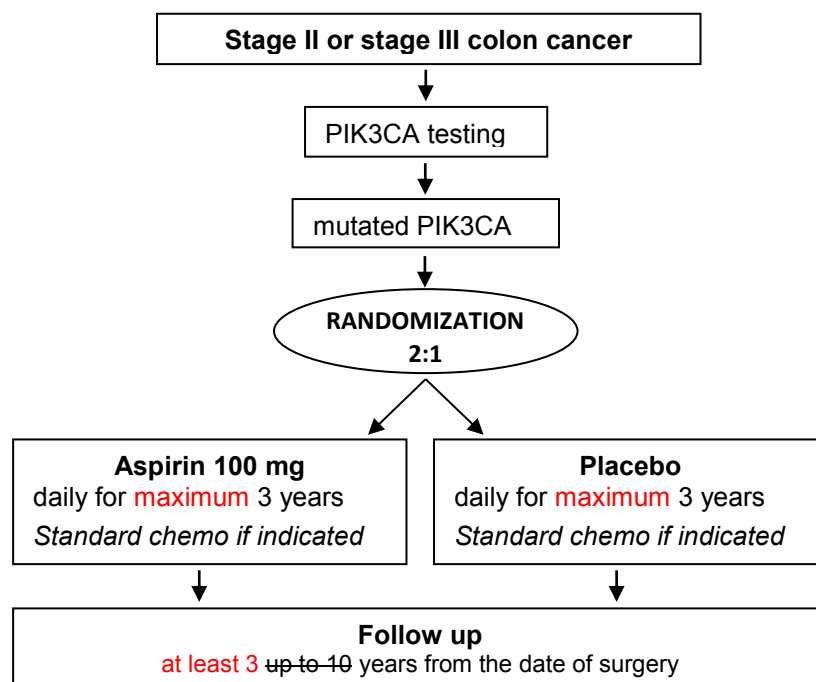 Stage II or stage III colon cancer
PIK3CA testing
mutated PIK3CA
RANDOMIZATION
2:1
Aspirin 100 mg
daily for maximum 3 years
Standard chemo if indicated
Placebo
daily for maximum 3 years
Standard chemo if indicated
Follow up
at least 3 up to 10 years from the date of surgery